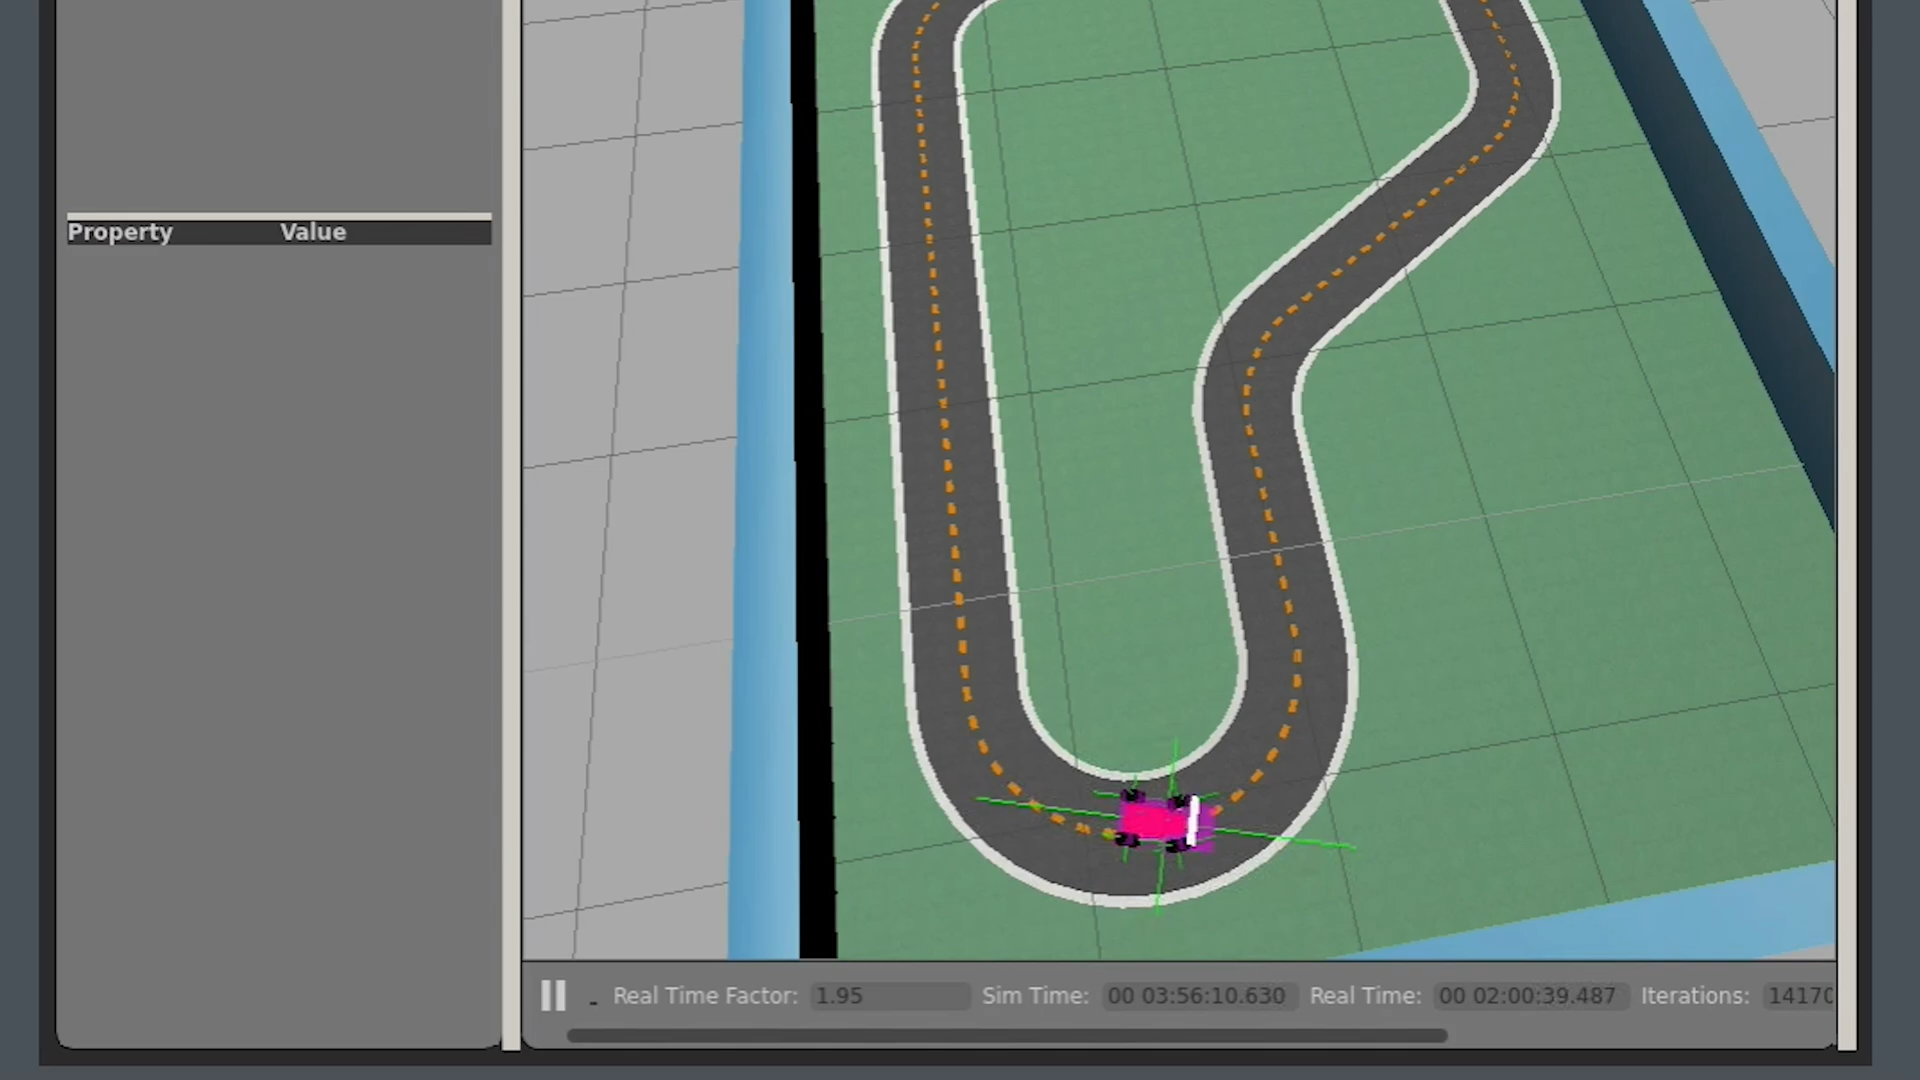 Property Value
Real Time Factor: 1.95 Sim Time: 00 03:56:10.630 Real Time: 00 02:00:39.487 Iterations: 14170